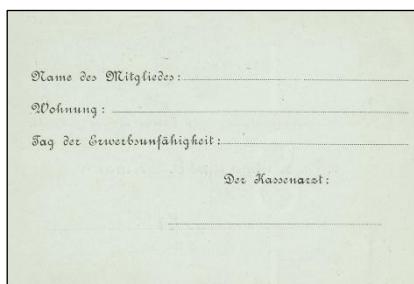 Name des Mitgliedes:
Wohnung:
Tag der Erwerbsunfähigkeit:
Der Kassenarzt: